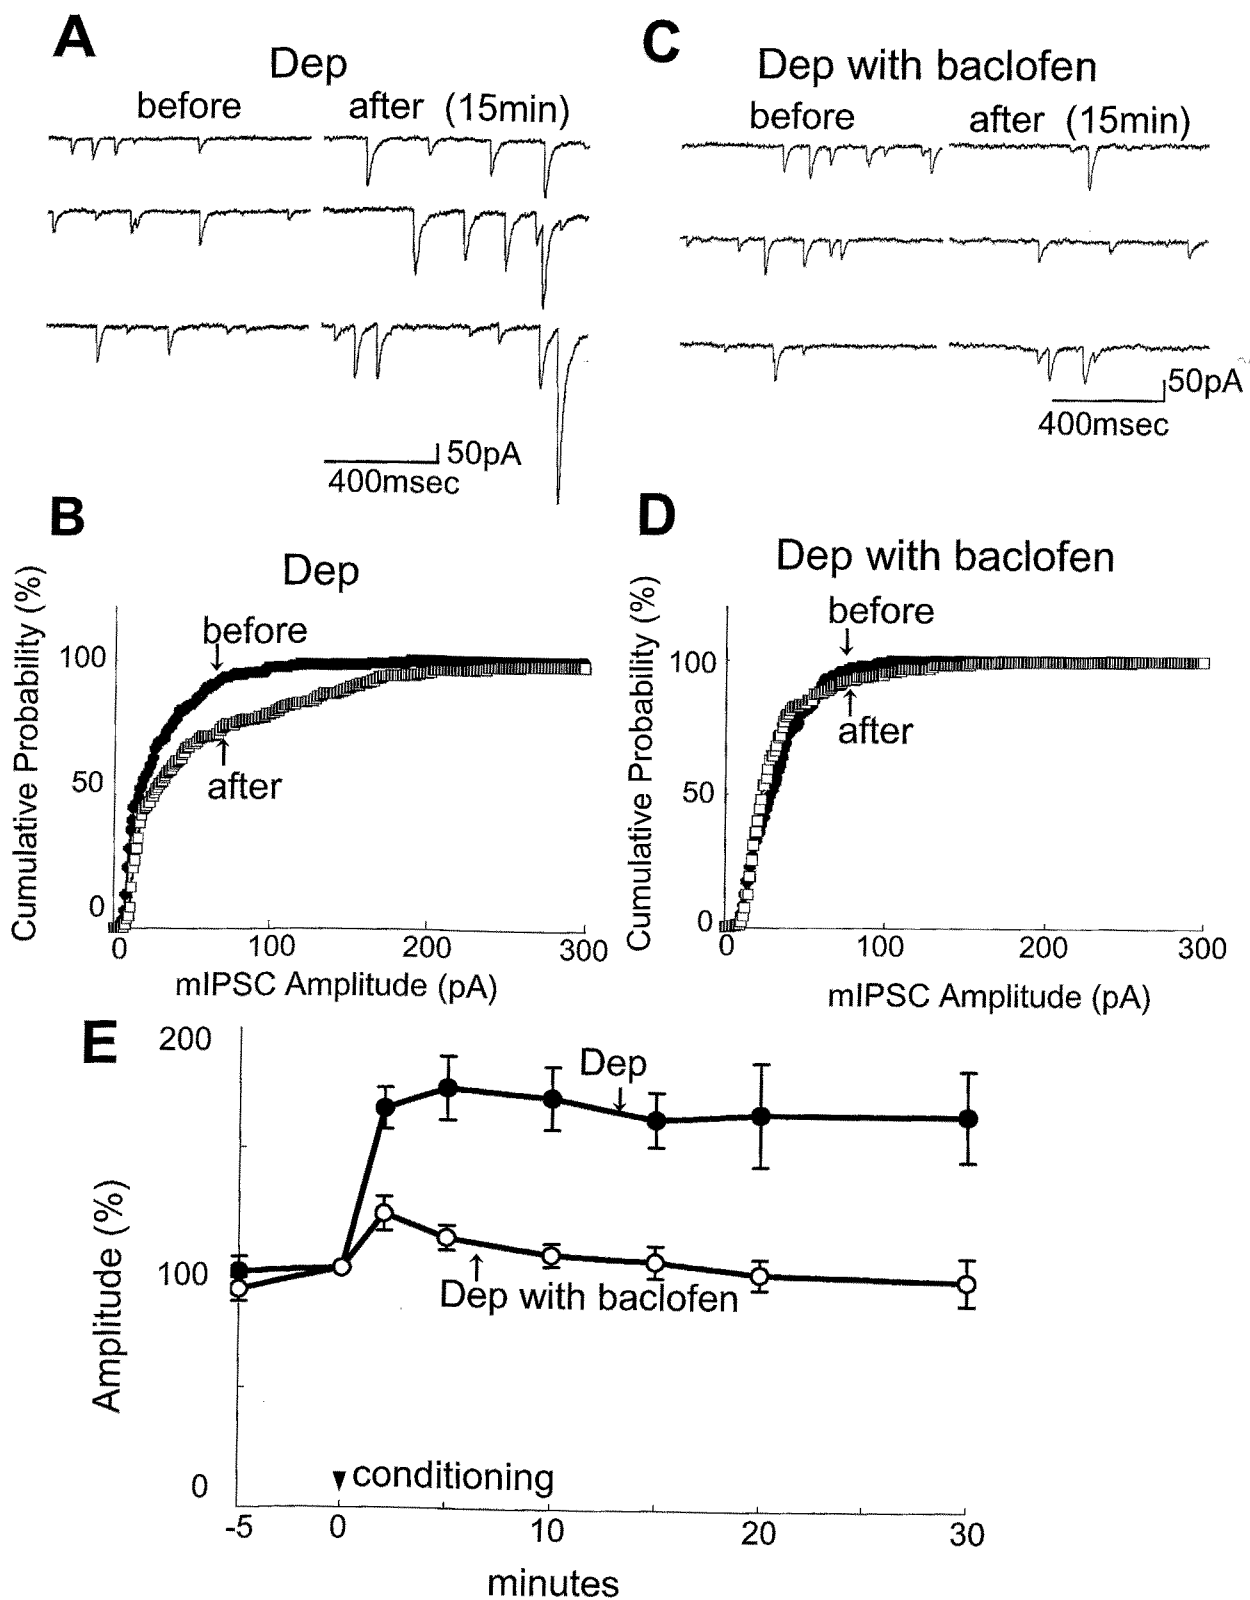 A
Dep
before after (15min)
50pA
400msec
C
Dep with baclofen
before after (15min)
50pA
400msec
B
Dep
Cumulative Probability (%)
before
after
100
50
0
0 100 200 300
mIPSC Amplitude (pA)
D
Dep with baclofen
Cumulative Probability (%)
before
after
100
50
0
0 100 200 300
mIPSC Amplitude (pA)
E
200
Dep
Amplitude (%)
100
Dep with baclofen
0
conditioning
-5 0 10 20 30
minutes